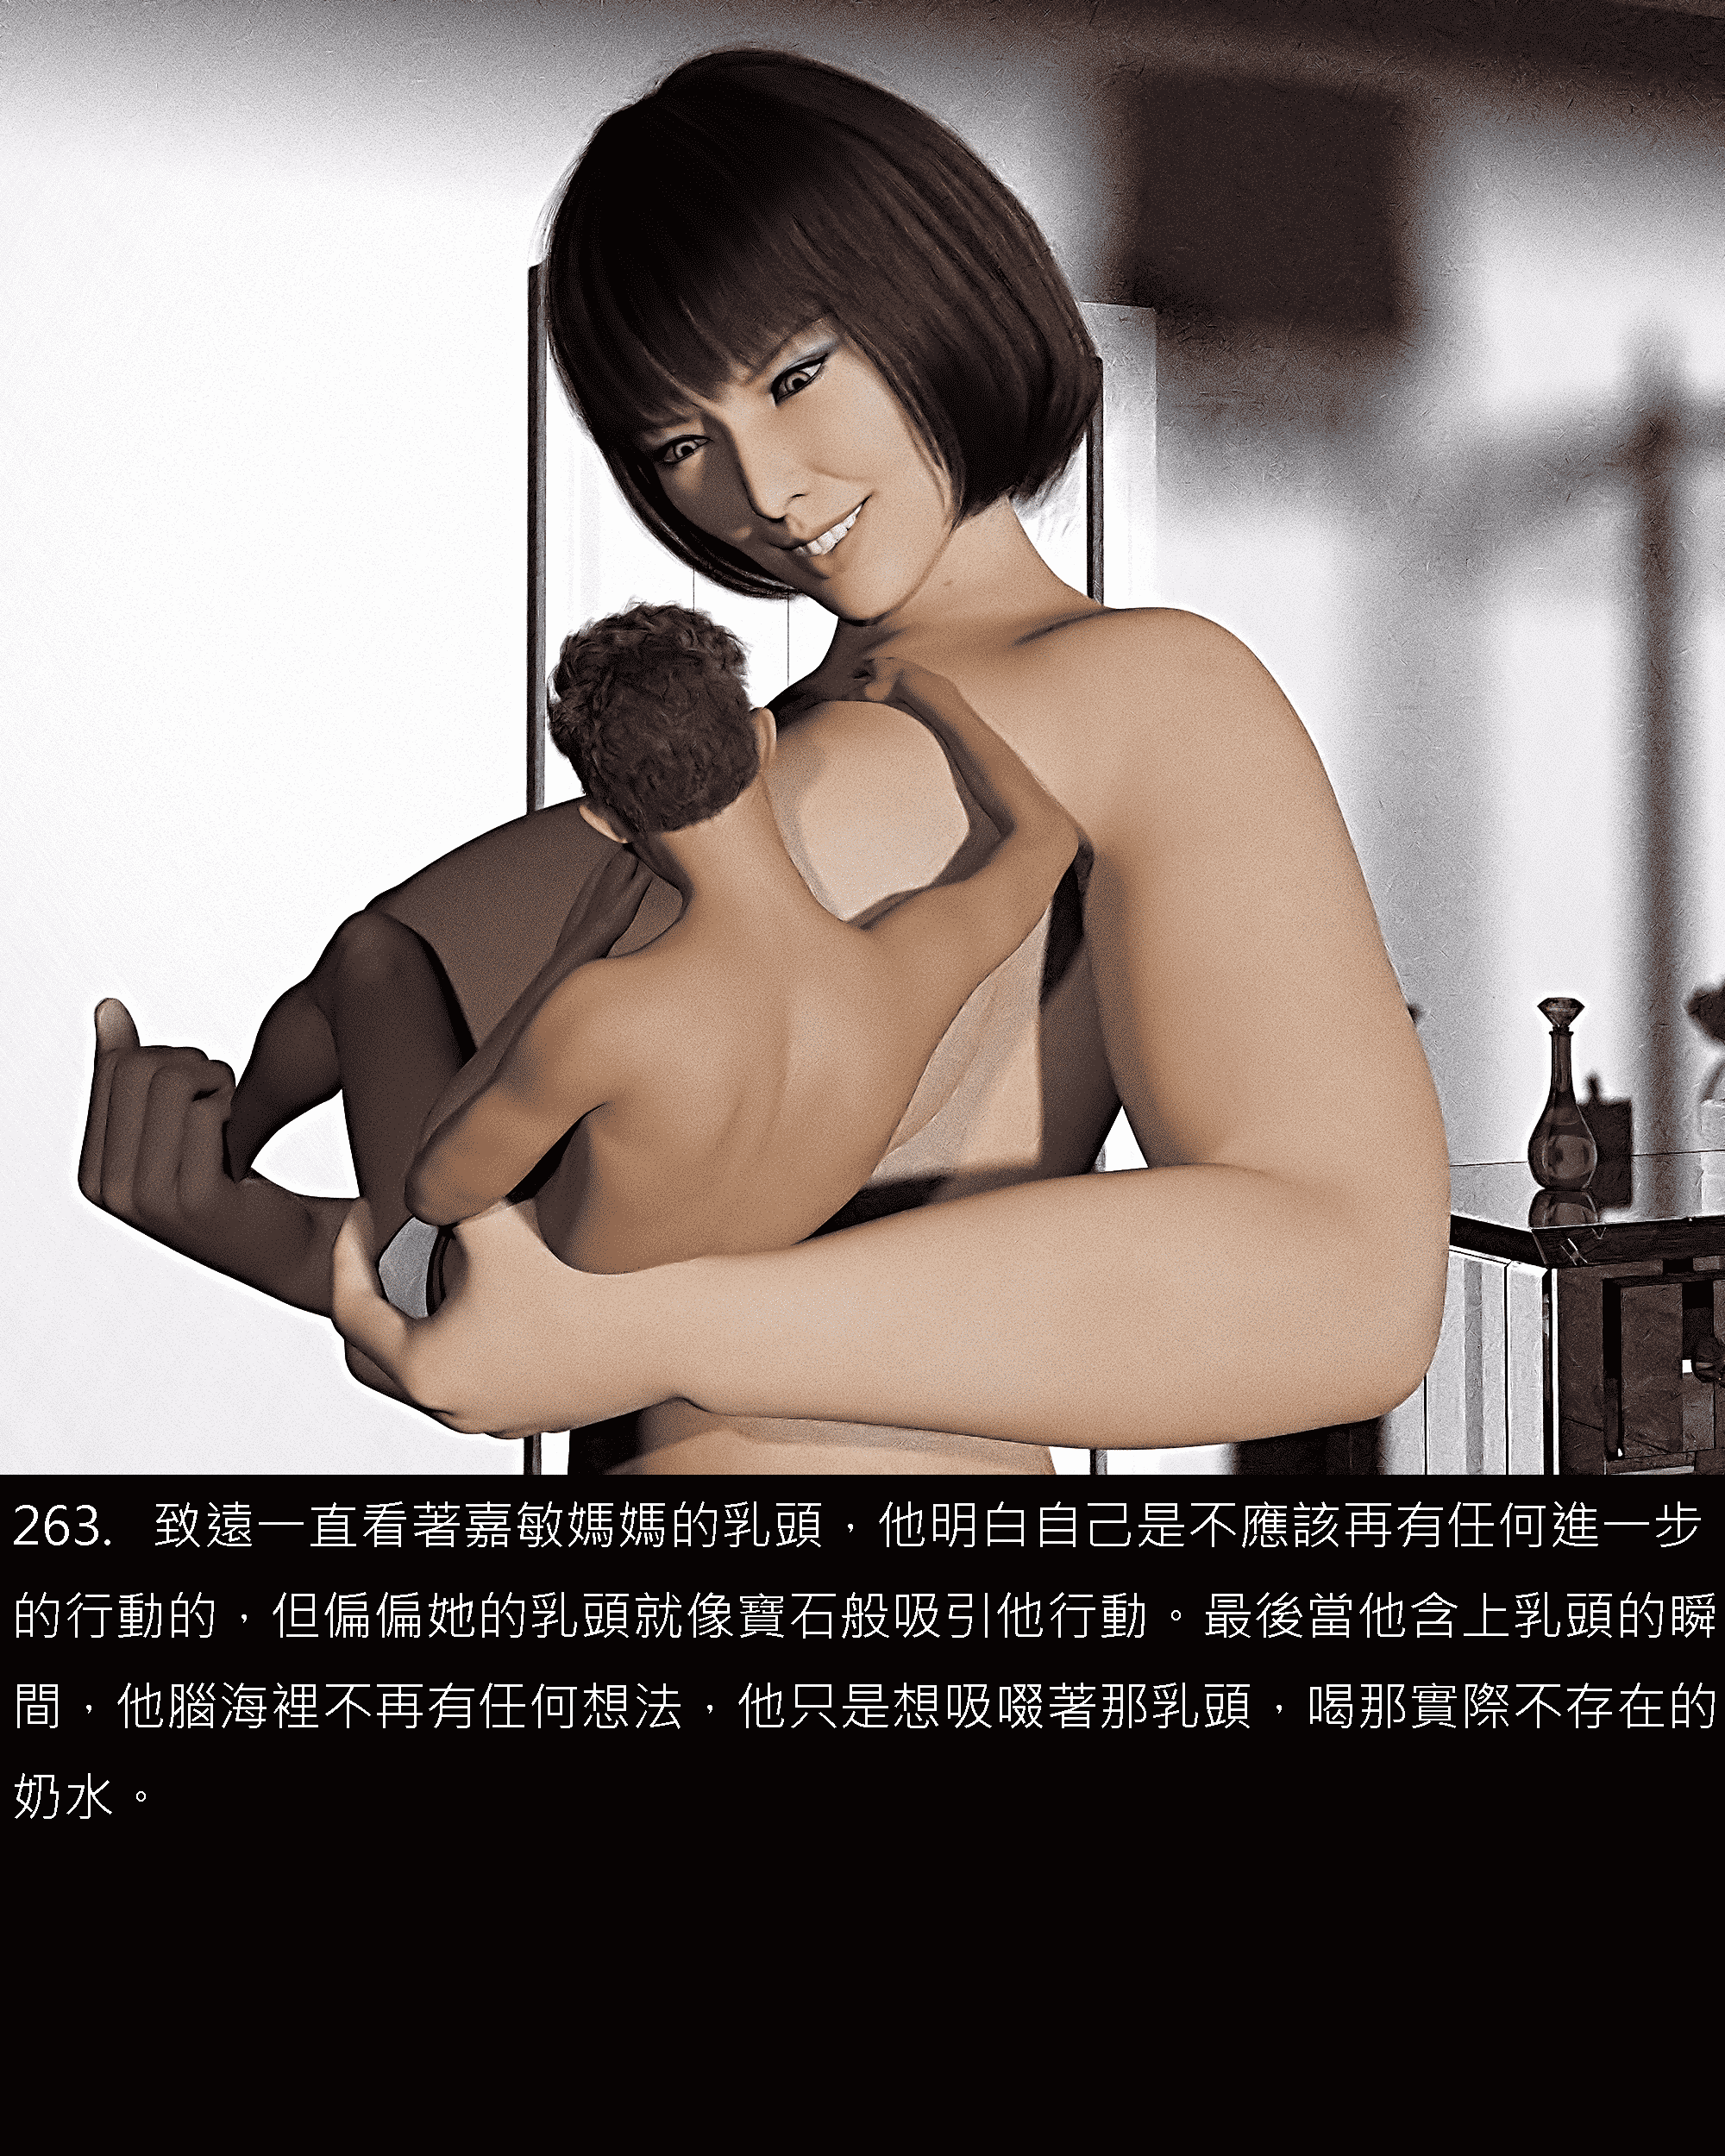 263. 致遠一直看著嘉敏媽媽的乳頭，他明白自己是不應該再有任何進一步
的行動的，但偏偏她的乳頭就像寶石般吸引他行動。最後當他含上乳頭的瞬
間，他腦海裡不再有任何想法，他只是想吸啜著那乳頭，喝那實際不存在的
奶水。